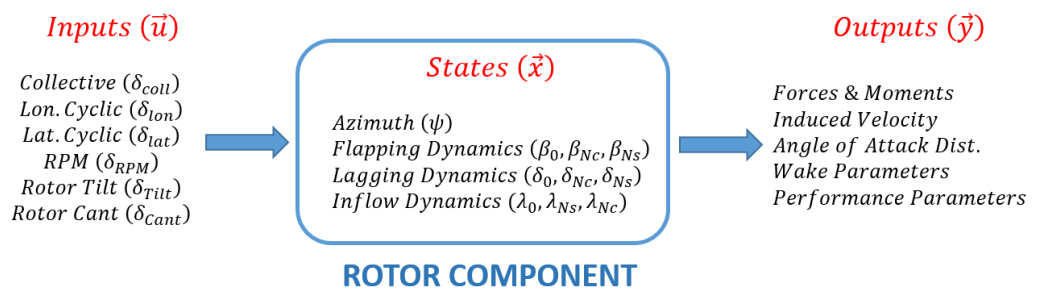 Inputs (u⃗)
Collective (δ_coll)
Lon. Cyclic (δ_lon)
Lat. Cyclic (δ_lat)
RPM (δ_RPM)
Rotor Tilt (δ_Tilt)
Rotor Cant (δ_Cant)
States (x⃗)
Azimuth (ψ)
Flapping Dynamics (β_0, β_Nc, β_Ns)
Lagging Dynamics (δ_0, δ_Nc, δ_Ns)
Inflow Dynamics (λ_0, λ_Ns, λ_Nc)
ROTOR COMPONENT
Outputs (y⃗)
Forces & Moments
Induced Velocity
Angle of Attack Dist.
Wake Parameters
Performance Parameters